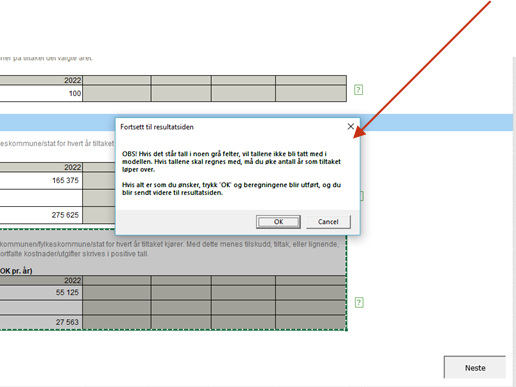 på tiltaket det valgte året.
2022
100
Fortsett til resultatsiden
OBS! Hvis det står tall i noen grå felter, vil tallene ikke bli tatt med i
modellen. Hvis tallene skal regnes med, må du øke antall år som tiltaket
løper over.
Hvis alt er som du ønsker, trykk 'OK' og beregningene blir utført, og du
blir sendt videre til resultatsiden.
OK Cancel
eskommune/stat for hvert år tiltaket
2022
165 375
275 625
kommunen/fylkeskommune/stat for hvert år tiltaket kjører. Med dette menes tilskudd, tiltak, eller lignende,
ortfalte kostnader/utgifter skrives i positive tall.
OK pr. år)
2022
55 125
27 563
?
?
Neste